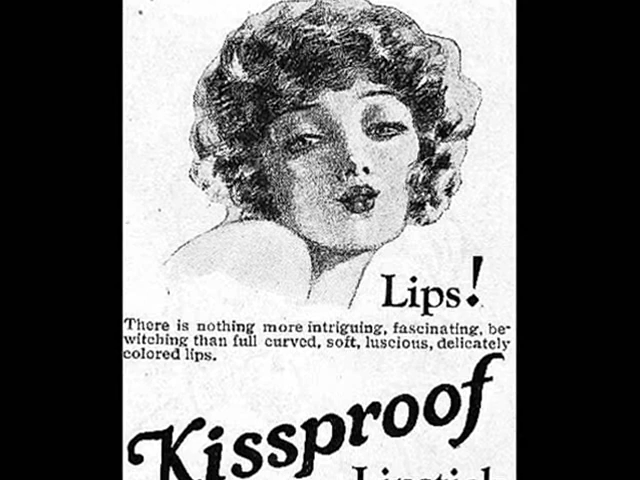 Lips!
There is nothing more intriguing, fascinating, be-
witching than full curved, soft, luscious, delicately
colored lips.
Kissproof